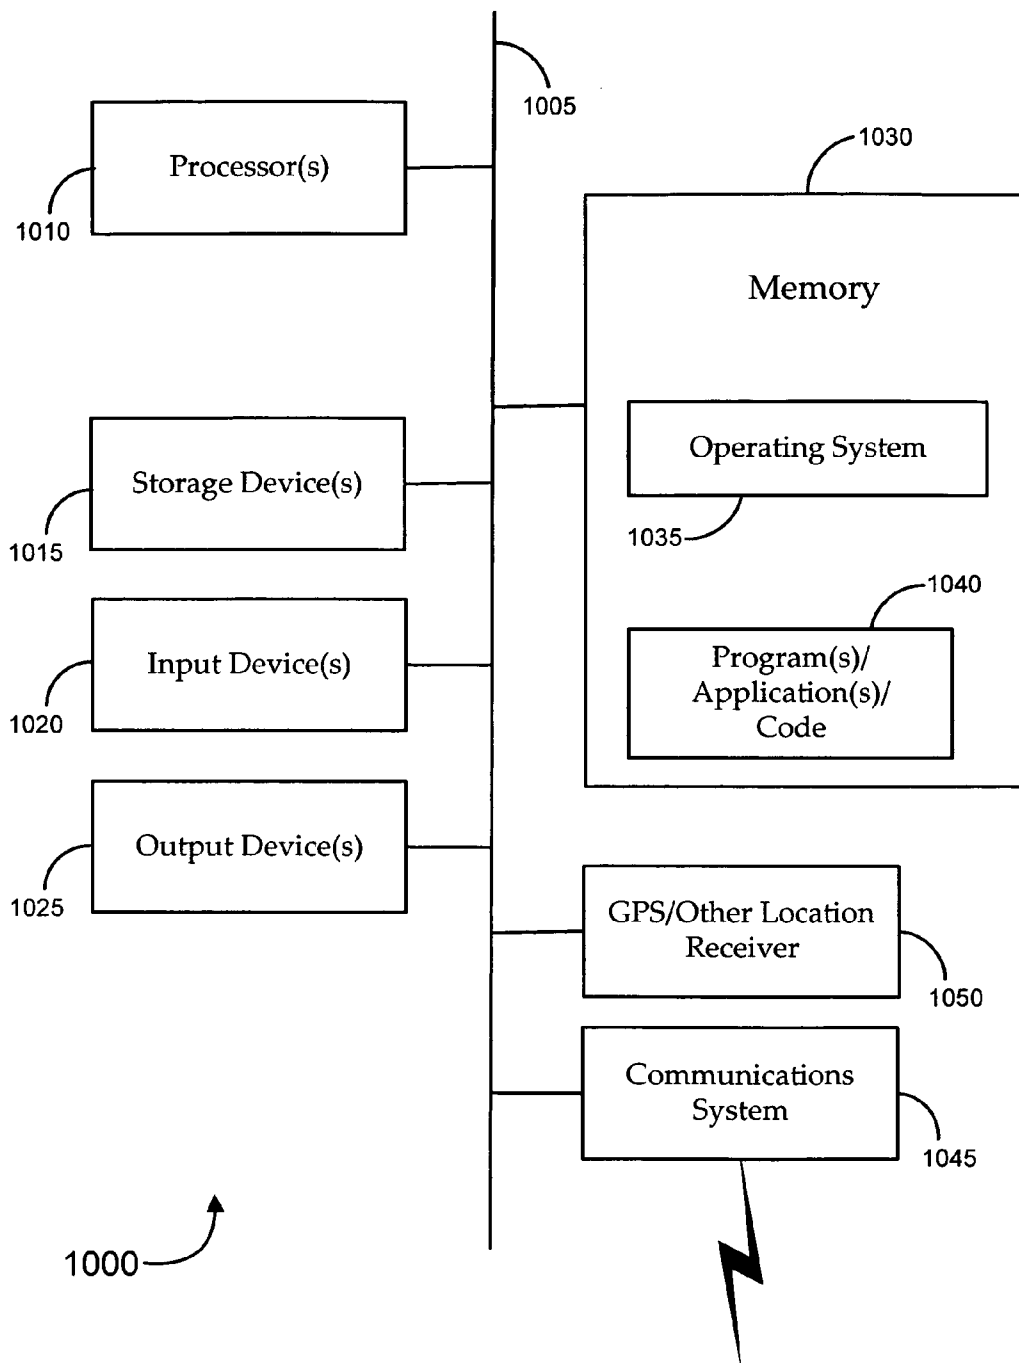 1005
Processor(s)
1010
1030
Memory
Operating System
1035
Storage Device(s)
1015
1040
Program(s)/
Application(s)/
Code
Input Device(s)
1020
Output Device(s)
1025
GPS/Other Location
Receiver
1050
Communications
System
1045
1000